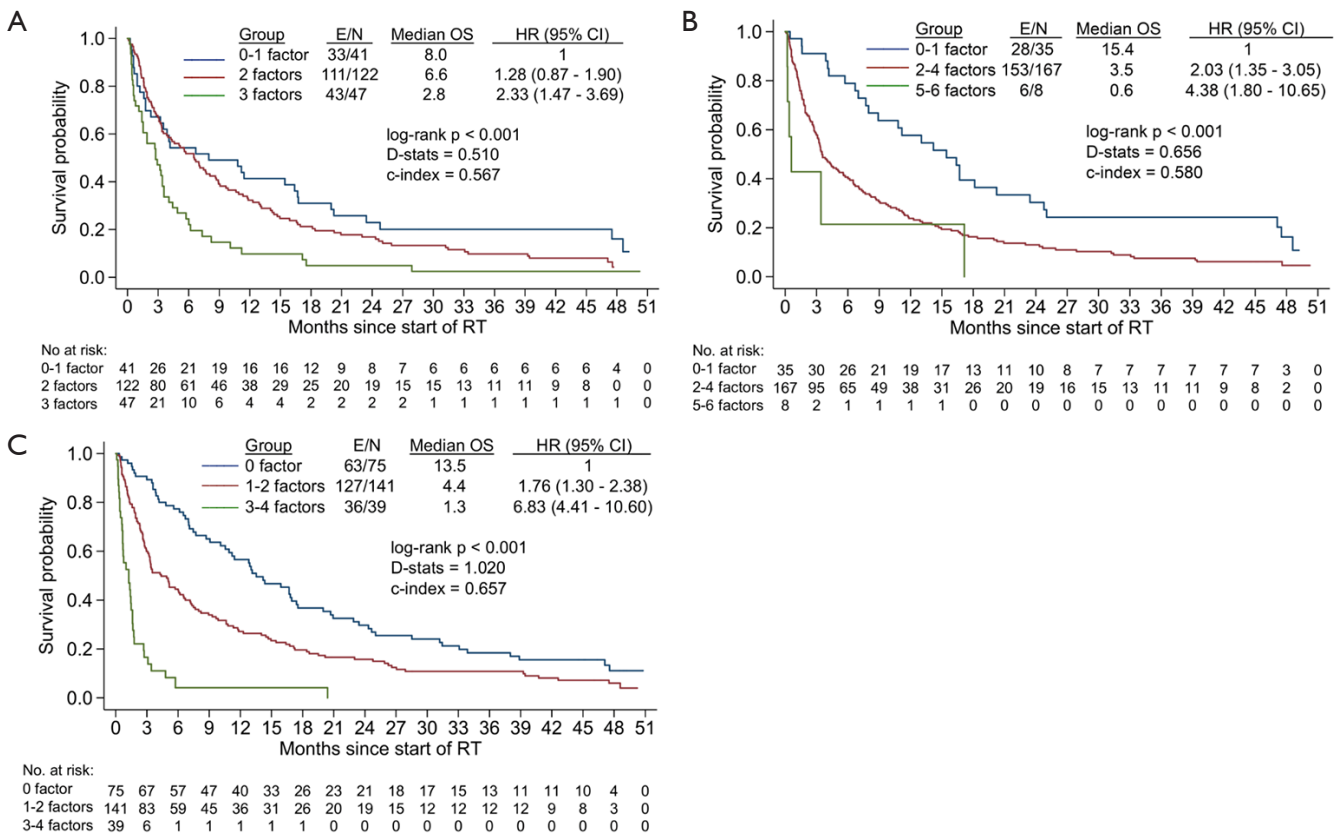 A
Group E/N Median OS HR (95% CI)
0-1 factor 33/41 8.0 1
2 factors 111/122 6.6 1.28 (0.87 - 1.90)
3 factors 43/47 2.8 2.33 (1.47 - 3.69)
log-rank p < 0.001
D-stats = 0.510
c-index = 0.567
Survival probability
1.0
0.8
0.6
0.4
0.2
0.0
0 3 6 9 12 15 18 21 24 27 30 33 36 39 42 45 48 51
Months since start of RT
No at risk:
0-1 factor 41 26 21 19 16 16 12 9 8 7 6 6 6 6 6 6 4 0
2 factors 122 80 61 46 38 29 25 20 19 15 15 13 11 11 9 8 0 0
3 factors 47 21 10 6 4 4 2 2 2 2 1 1 1 1 1 1 1 0
B
Group E/N Median OS HR (95% CI)
0-1 factor 28/35 15.4 1
2-4 factors 153/167 3.5 2.03 (1.35 - 3.05)
5-6 factors 6/8 0.6 4.38 (1.80 - 10.65)
log-rank p < 0.001
D-stats = 0.656
c-index = 0.580
Survival probability
1.0
0.8
0.6
0.4
0.2
0.0
0 3 6 9 12 15 18 21 24 27 30 33 36 39 42 45 48 51
Months since start of RT
No. at risk:
0-1 factor 35 30 26 21 19 17 13 11 10 8 7 7 7 7 7 7 3 0
2-4 factors 167 95 65 49 38 31 26 20 19 16 15 13 11 11 9 8 2 0
5-6 factors 8 2 1 1 1 1 0 0 0 0 0 0 0 0 0 0 0 0
C
Group E/N Median OS HR (95% CI)
0 factor 63/75 13.5 1
1-2 factors 127/141 4.4 1.76 (1.30 - 2.38)
3-4 factors 36/39 1.3 6.83 (4.41 - 10.60)
log-rank p < 0.001
D-stats = 1.020
c-index = 0.657
Survival probability
1.0
0.8
0.6
0.4
0.2
0.0
0 3 6 9 12 15 18 21 24 27 30 33 36 39 42 45 48 51
Months since start of RT
No. at risk:
0 factor 75 67 57 47 40 33 26 23 21 18 17 15 13 11 11 10 4 0
1-2 factors 141 83 59 45 36 31 26 20 19 15 12 12 12 12 9 8 3 0
3-4 factors 39 6 1 1 1 1 1 0 0 0 0 0 0 0 0 0 0 0